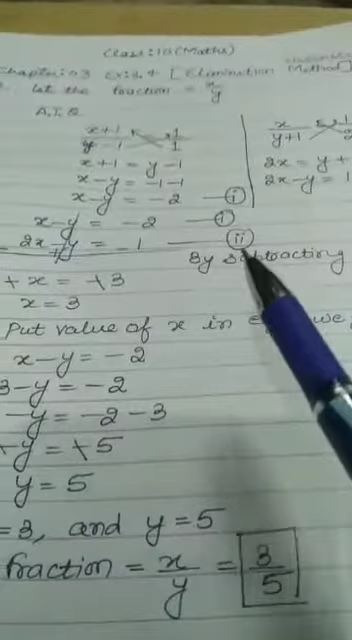 Class:10 (Maths)
Chapter:03 Ex:3.4 [Elimination Method]
let the fraction = x/y
A.T.Q.
x+1/y-1 1/1
x/y+1
x+1 = y-1
2x = y+
x-y = -1-1
2x-y = 1
x-y = -2 —(i)
x-y = -2 —(i)
2x-y = 1 —(ii)
By subtracting
+x = +3
x = 3
Put value of x in
x-y = -2
3-y = -2
-y = -2-3
+y = +5
y = 5
=3, and y=5
fraction = x/y = 3/5